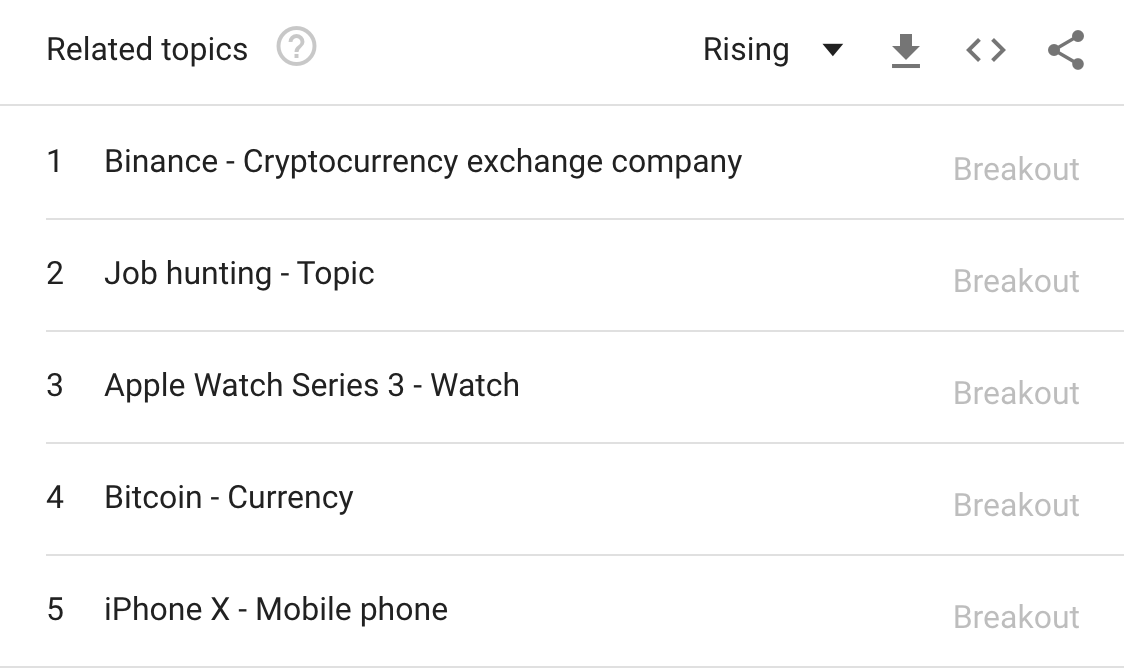 Related topics ? Rising
1 Binance - Cryptocurrency exchange company Breakout
2 Job hunting - Topic Breakout
3 Apple Watch Series 3 - Watch Breakout
4 Bitcoin - Currency Breakout
5 iPhone X - Mobile phone Breakout